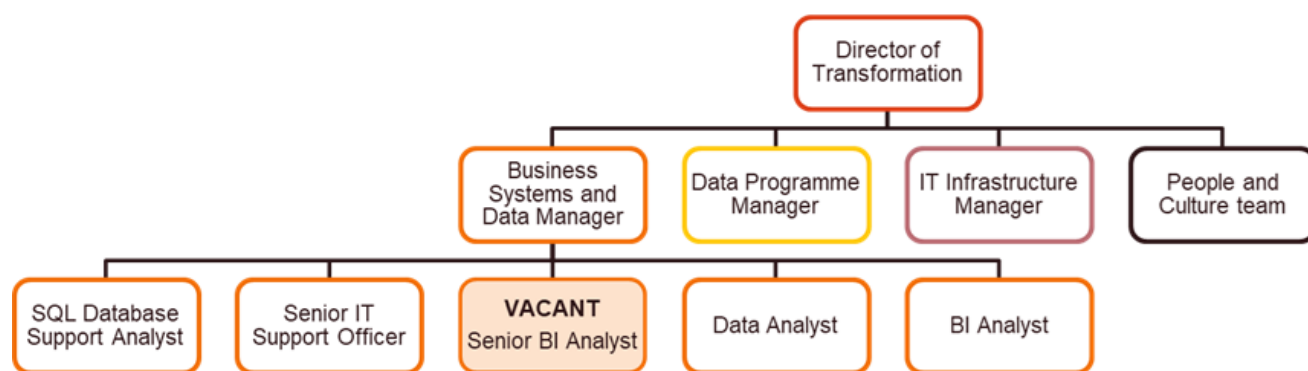 Director of
Transformation
Business
Systems and
Data Manager
Data Programme
Manager
IT Infrastructure
Manager
People and
Culture team
SQL Database
Support Analyst
Senior IT
Support Officer
VACANT
Senior BI Analyst
Data Analyst
BI Analyst